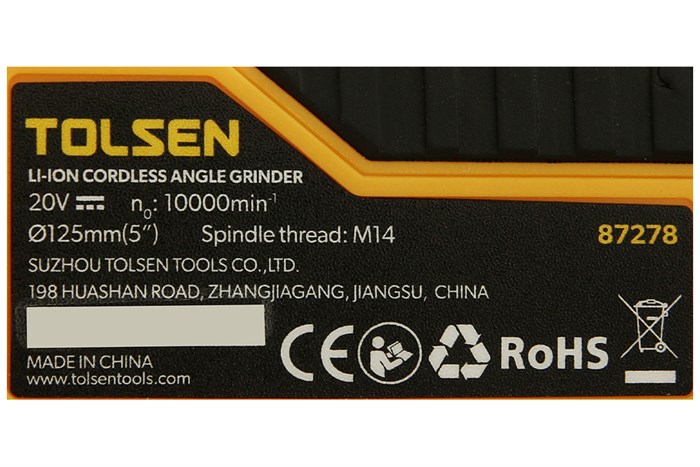 TOLSEN
LI-ION CORDLESS ANGLE GRINDER
20V ⎓ n₀: 10000min⁻¹
Ø125mm(5″) Spindle thread: M14
87278
SUZHOU TOLSEN TOOLS CO.,LTD.
198 HUASHAN ROAD, ZHANGJIAGANG, JIANGSU, CHINA
MADE IN CHINA
www.tolsentools.com
CE
RoHS